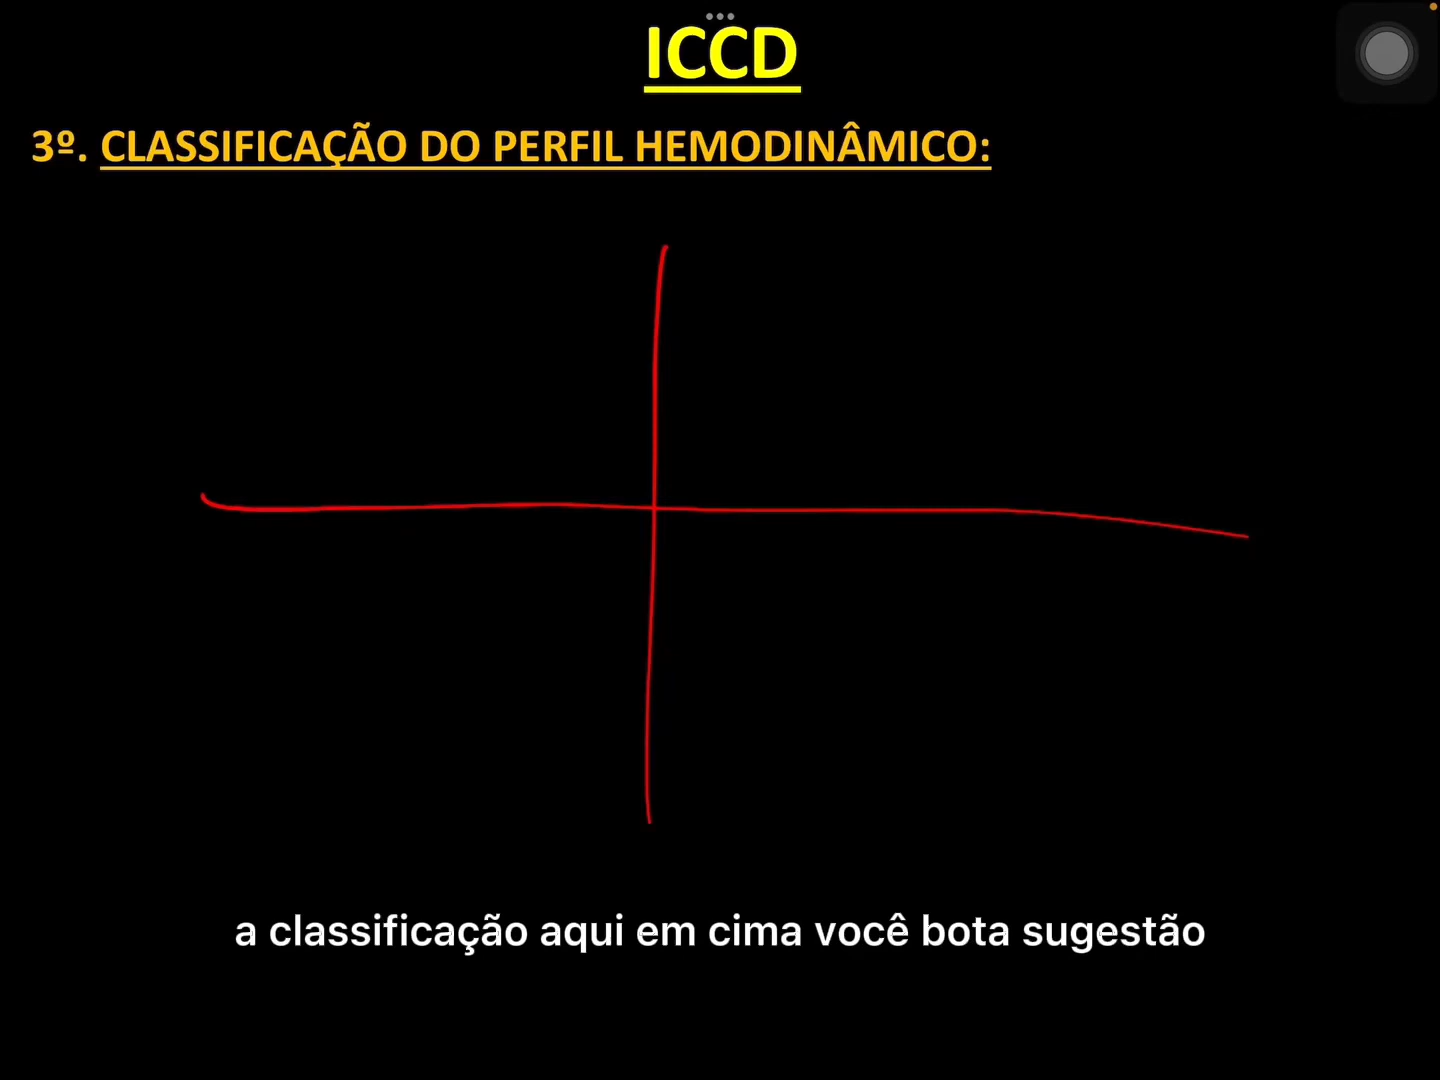 ICCD
3º. CLASSIFICAÇÃO DO PERFIL HEMODINÂMICO:
a classificação aqui em cima você bota sugestão